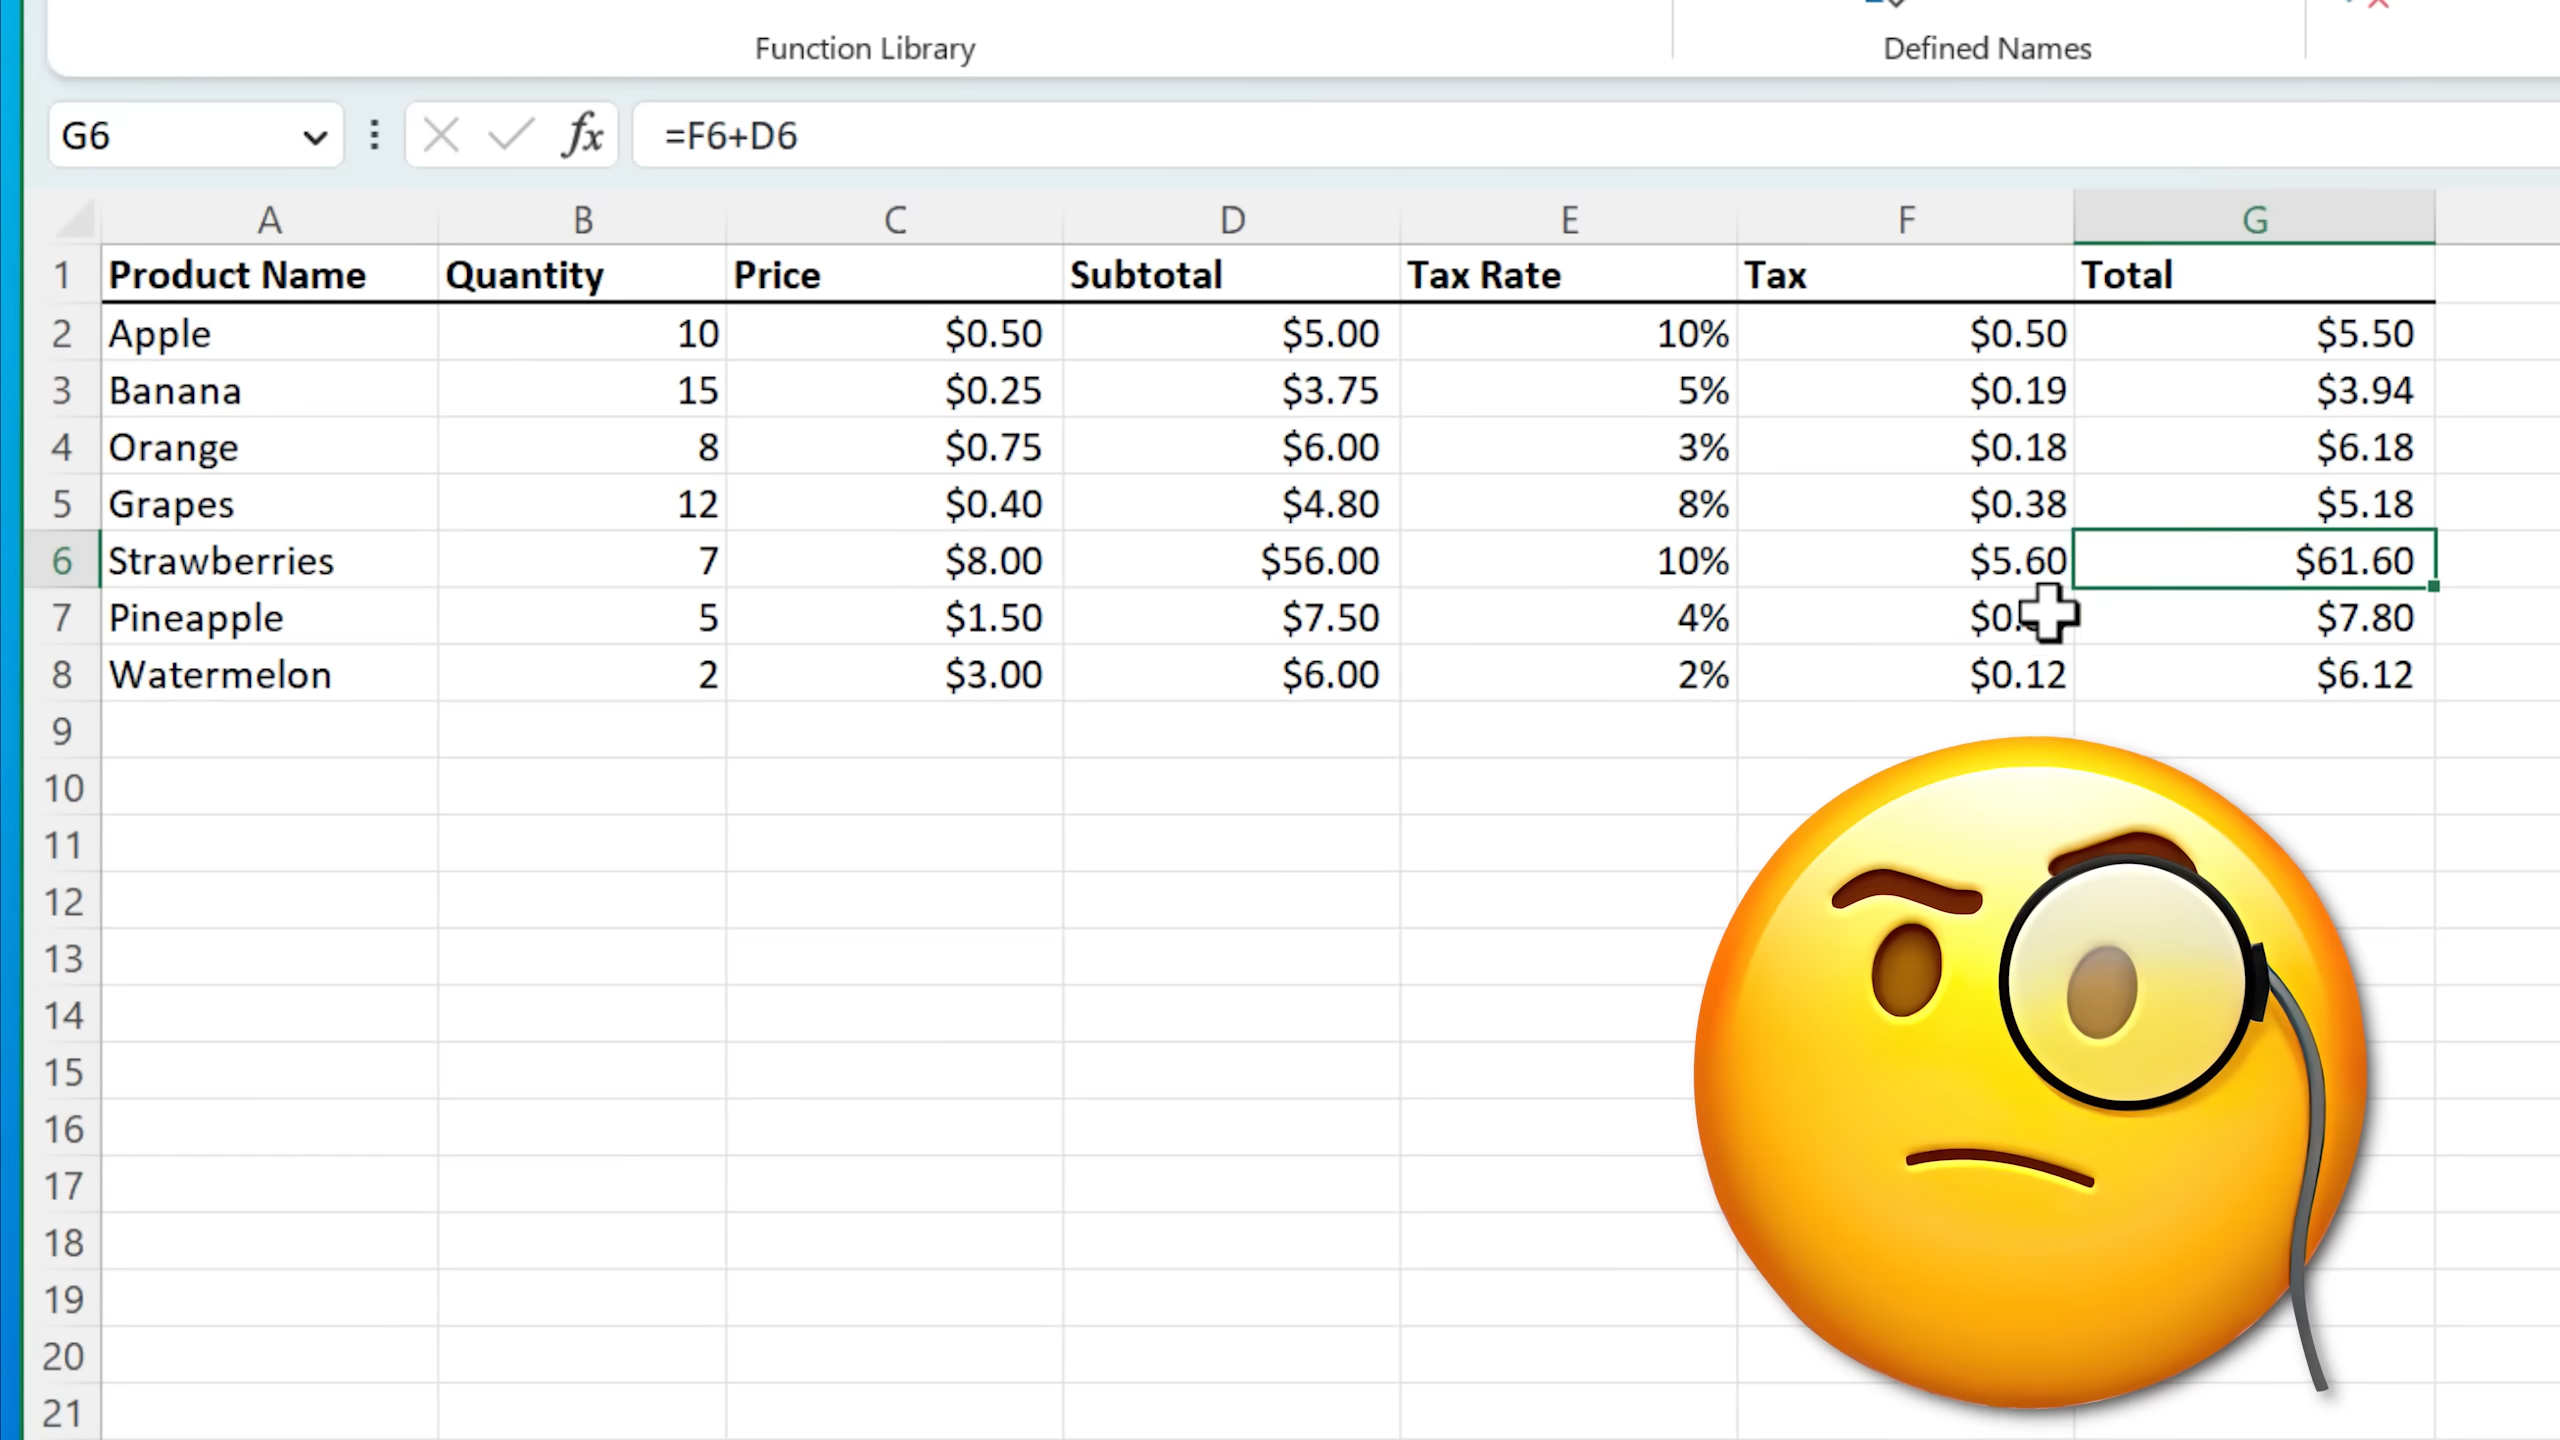 Function Library Defined Names
G6 fx =F6+D6
A B C D E F G
1 Product Name Quantity Price Subtotal Tax Rate Tax Total
2 Apple 10 $0.50 $5.00 10% $0.50 $5.50
3 Banana 15 $0.25 $3.75 5% $0.19 $3.94
4 Orange 8 $0.75 $6.00 3% $0.18 $6.18
5 Grapes 12 $0.40 $4.80 8% $0.38 $5.18
6 Strawberries 7 $8.00 $56.00 10% $5.60 $61.60
7 Pineapple 5 $1.50 $7.50 4% $7.80
8 Watermelon 2 $3.00 $6.00 2% $0.12 $6.12
9
10
11
12
13
14
15
16
17
18
19
20
21